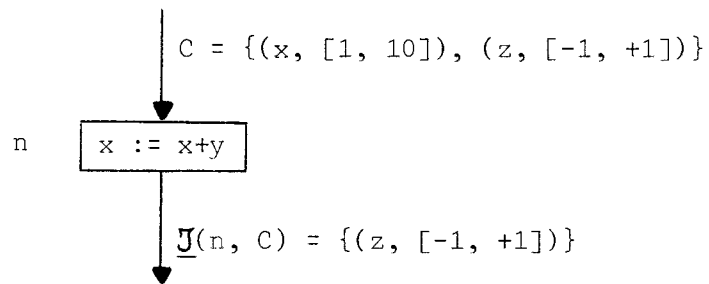 C = {(x, [1, 10]), (z, [-1, +1])}
n x := x+y
J(n, C) = {(z, [-1, +1])}